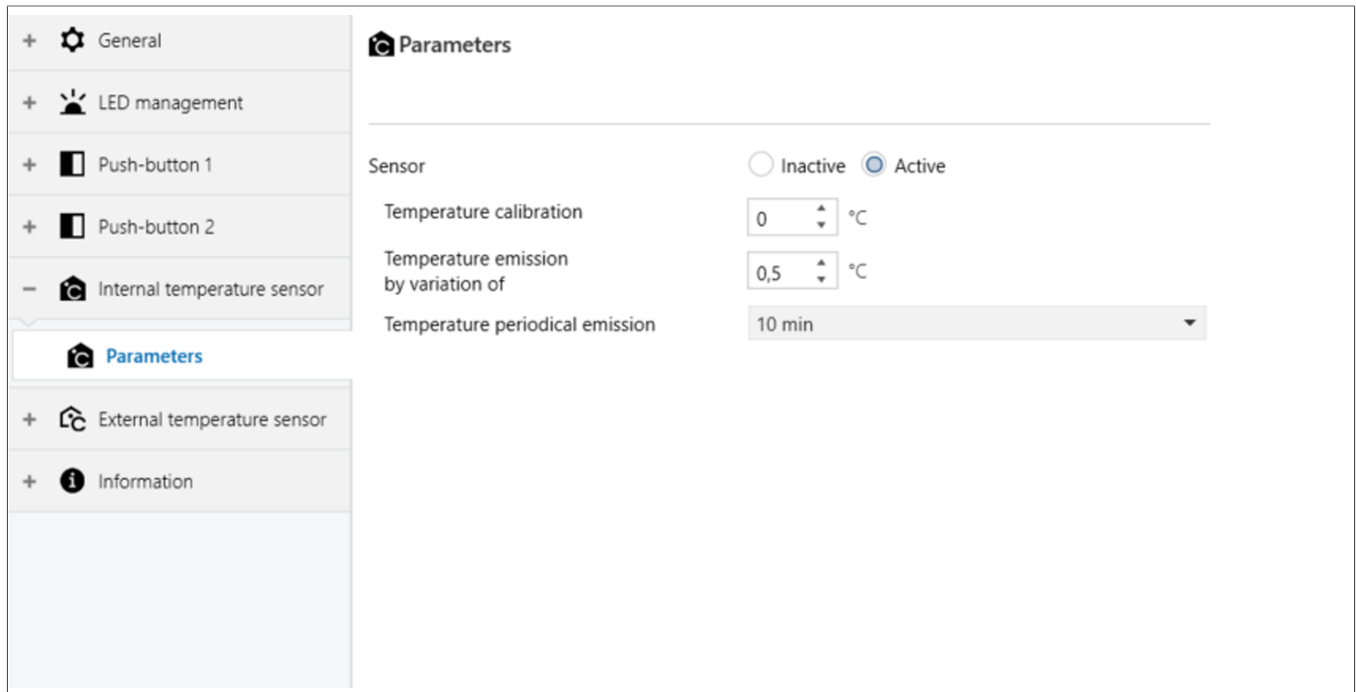 General
LED management
Push-button 1
Push-button 2
Internal temperature sensor
Parameters
External temperature sensor
Information
Parameters
Sensor
Inactive Active
Temperature calibration
0 °C
Temperature emission
by variation of
0,5 °C
Temperature periodical emission
10 min